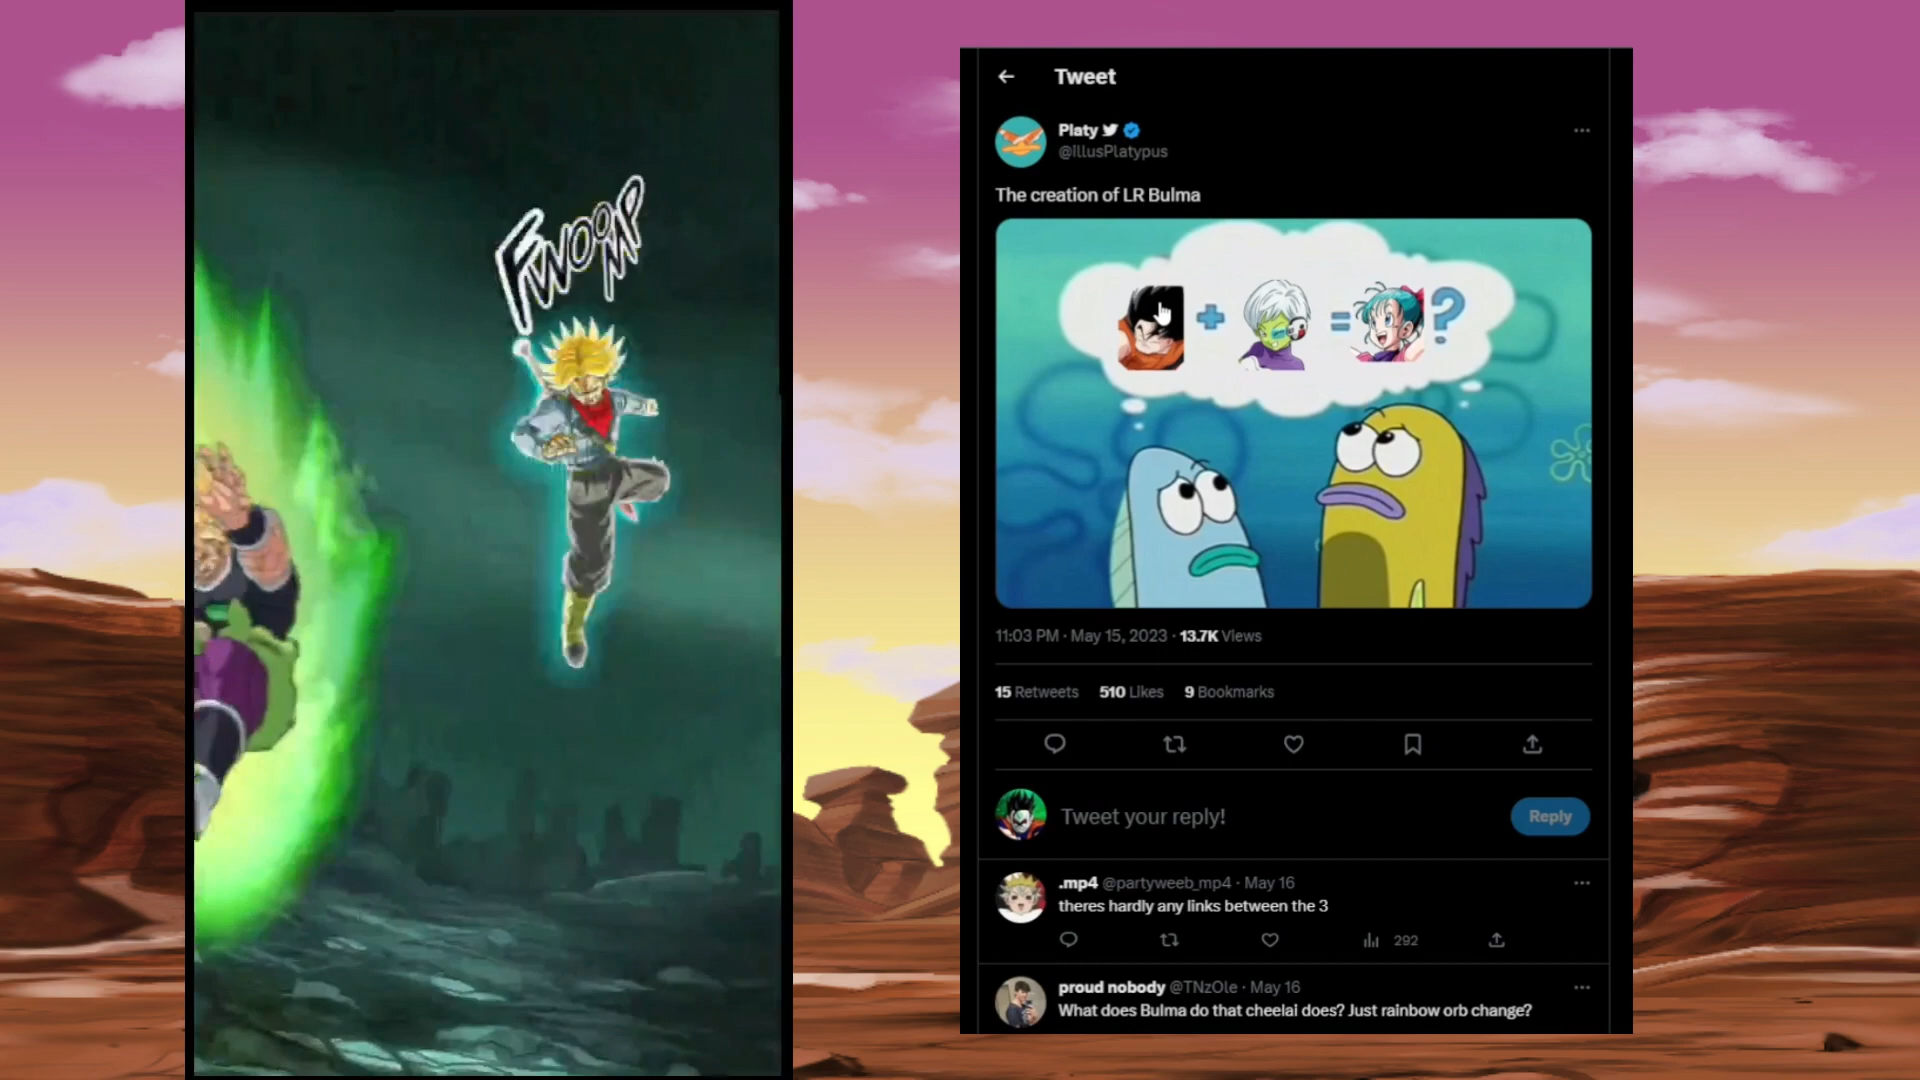 FWOOMP
Tweet
Platy
@IllusPlatypus
The creation of LR Bulma
+ = ?
11:03 PM · May 15, 2023 · 13.7K Views
15 Retweets 510 Likes 9 Bookmarks
Tweet your reply!
Reply
.mp4 @partyweeb_mp4 · May 16
theres hardly any links between the 3
292
proud nobody @TNzOle · May 16
What does Bulma do that cheelai does? Just rainbow orb change?